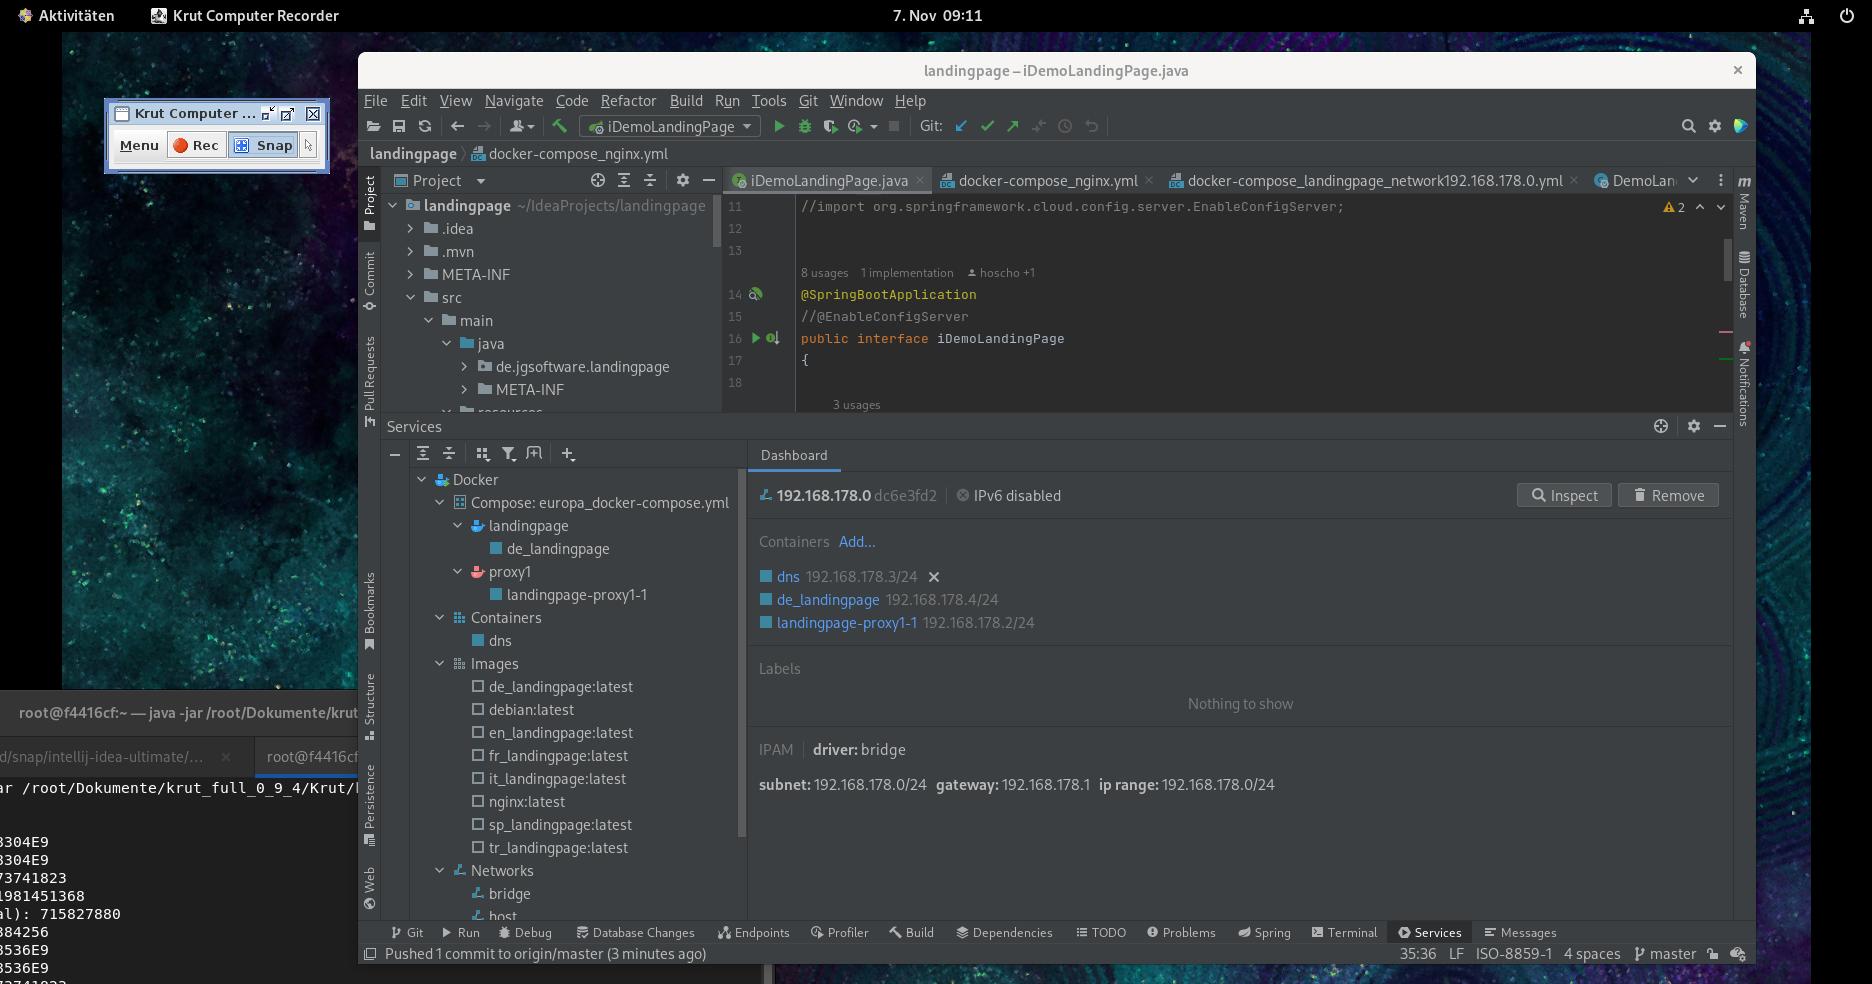 Aktivitäten Krut Computer Recorder 7. Nov 09:11
landingpage – iDemoLandingPage.java
Krut Computer ...
Menu Rec Snap
File Edit View Navigate Code Refactor Build Run Tools Git Window Help
iDemoLandingPage Git:
landingpage docker-compose_nginx.yml
Project
Commit
Pull Requests
Bookmarks
Structure
Persistence
Web
Project
landingpage ~/IdeaProjects/landingpage
.idea
.mvn
META-INF
src
main
java
de.jgsoftware.landingpage
META-INF
resources
iDemoLandingPage.java docker-compose_nginx.yml docker-compose_landingpage_network192.168.178.0.yml DemoLan
11 //import org.springframework.cloud.config.server.EnableConfigServer;
2
12
13
8 usages 1 implementation hoscho +1
14 @SpringBootApplication
15 //@EnableConfigServer
16 public interface iDemoLandingPage
17 {
18
3 usages
Maven
Database
Notifications
Services
Docker
Compose: europa_docker-compose.yml
landingpage
de_landingpage
proxy1
landingpage-proxy1-1
Containers
dns
Images
de_landingpage:latest
debian:latest
en_landingpage:latest
fr_landingpage:latest
it_landingpage:latest
nginx:latest
sp_landingpage:latest
tr_landingpage:latest
Networks
bridge
host
Dashboard
192.168.178.0 dc6e3fd2 IPv6 disabled Inspect Remove
Containers Add...
dns 192.168.178.3/24
de_landingpage 192.168.178.4/24
landingpage-proxy1-1 192.168.178.2/24
Labels
Nothing to show
IPAM driver: bridge
subnet: 192.168.178.0/24 gateway: 192.168.178.1 ip range: 192.168.178.0/24
Git Run Debug Database Changes Endpoints Profiler Build Dependencies TODO Problems Spring Terminal Services Messages
Pushed 1 commit to origin/master (3 minutes ago) 35:36 LF ISO-8859-1 4 spaces master
root@f4416cf:~ — java -jar /root/Dokumente/krut
d/snap/intellij-idea-ultimate/... root@f4416cf
ar /root/Dokumente/krut_full_0_9_4/Krut/
3304E9
3304E9
73741823
1981451368
al): 715827880
384256
3536E9
3536E9